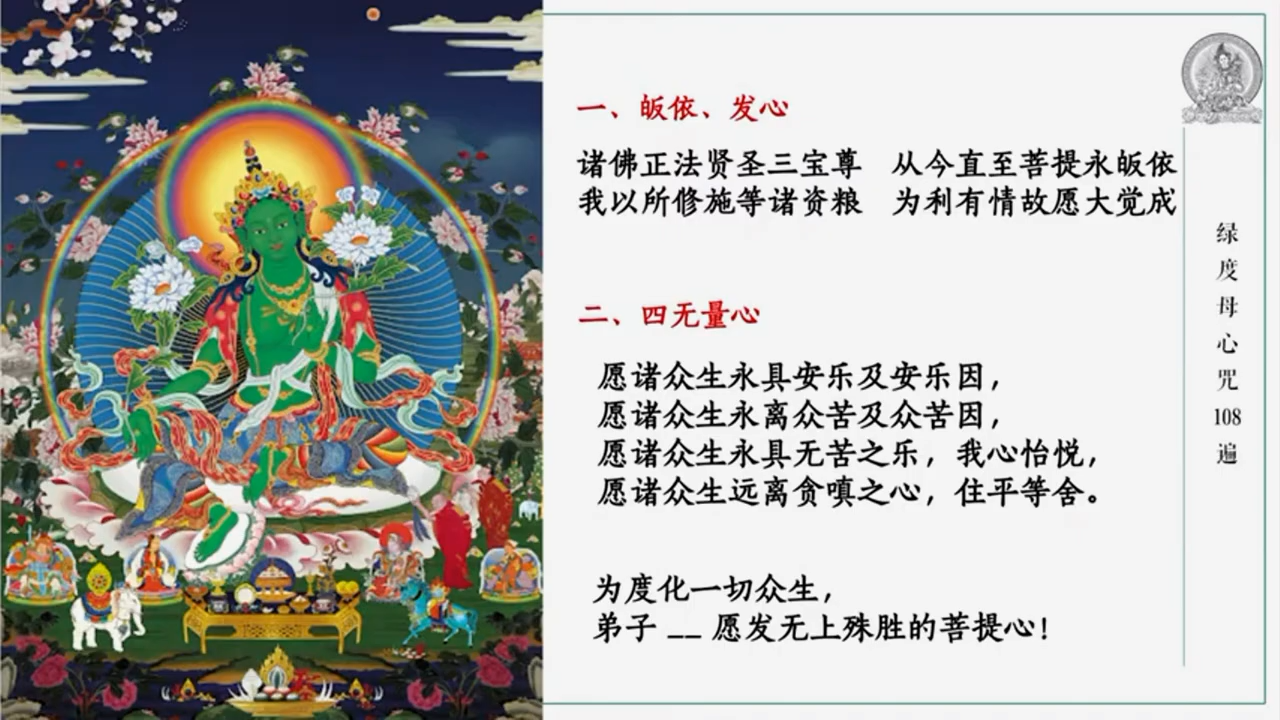 一、皈依、发心
诸佛正法贤圣三宝尊 从今直至菩提永皈依
我以所修施等诸资粮 为利有情故愿大觉成
二、四无量心
愿诸众生永具安乐及安乐因，
愿诸众生永离众苦及众苦因，
愿诸众生永具无苦之乐，我心怡悦，
愿诸众生远离贪嗔之心，住平等舍。
为度化一切众生，
弟子 __ 愿发无上殊胜的菩提心！
绿度母心咒108遍